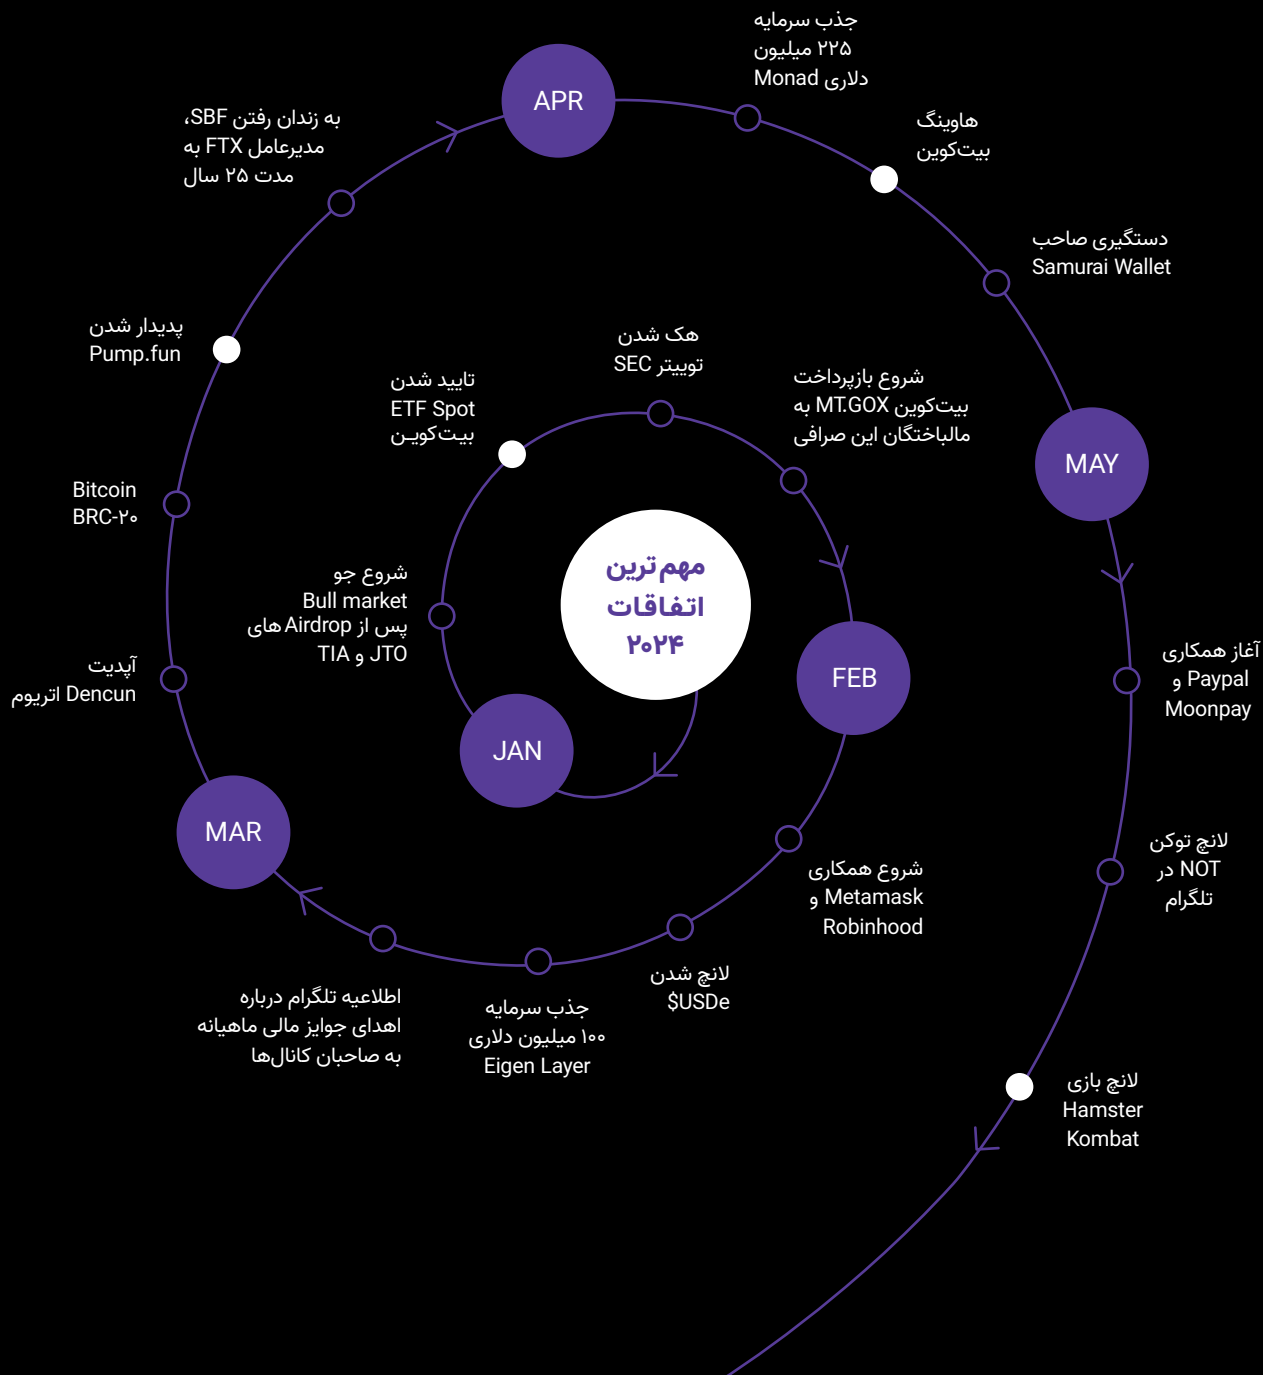 مهم‌ترین
اتفاقات
۲۰۲۴
JAN
شروع جو
Bull market
پس از Airdrop های
JTO و TIA
تایید شدن
ETF Spot
بیت‌کویـن
هک شدن
توییتر SEC
شروع بازپرداخت
بیت‌کوین MT.GOX به
مالباختگان این صرافی
FEB
شروع همکاری
Metamask و
Robinhood
لانچ شدن
$USDe
جذب سرمایه
۱۰۰ میلیون دلاری
Eigen Layer
اطلاعیه تلگرام درباره
اهدای جوایز مالی ماهیانه
به صاحبان کانال‌ها
MAR
آپدیت
Dencun اتریوم
Bitcoin
BRC-۲۰
پدیدار شدن
Pump.fun
به زندان رفتن SBF،
مدیرعامل FTX به
مدت ۲۵ سال
APR
جذب سرمایه
۲۲۵ میلیون
دلاری Monad
هاوینگ
بیت‌کوین
دستگیری صاحب
Samurai Wallet
MAY
آغاز همکاری
Paypal و
Moonpay
لانچ توکن
NOT در
تلگرام
لانچ بازی
Hamster
Kombat